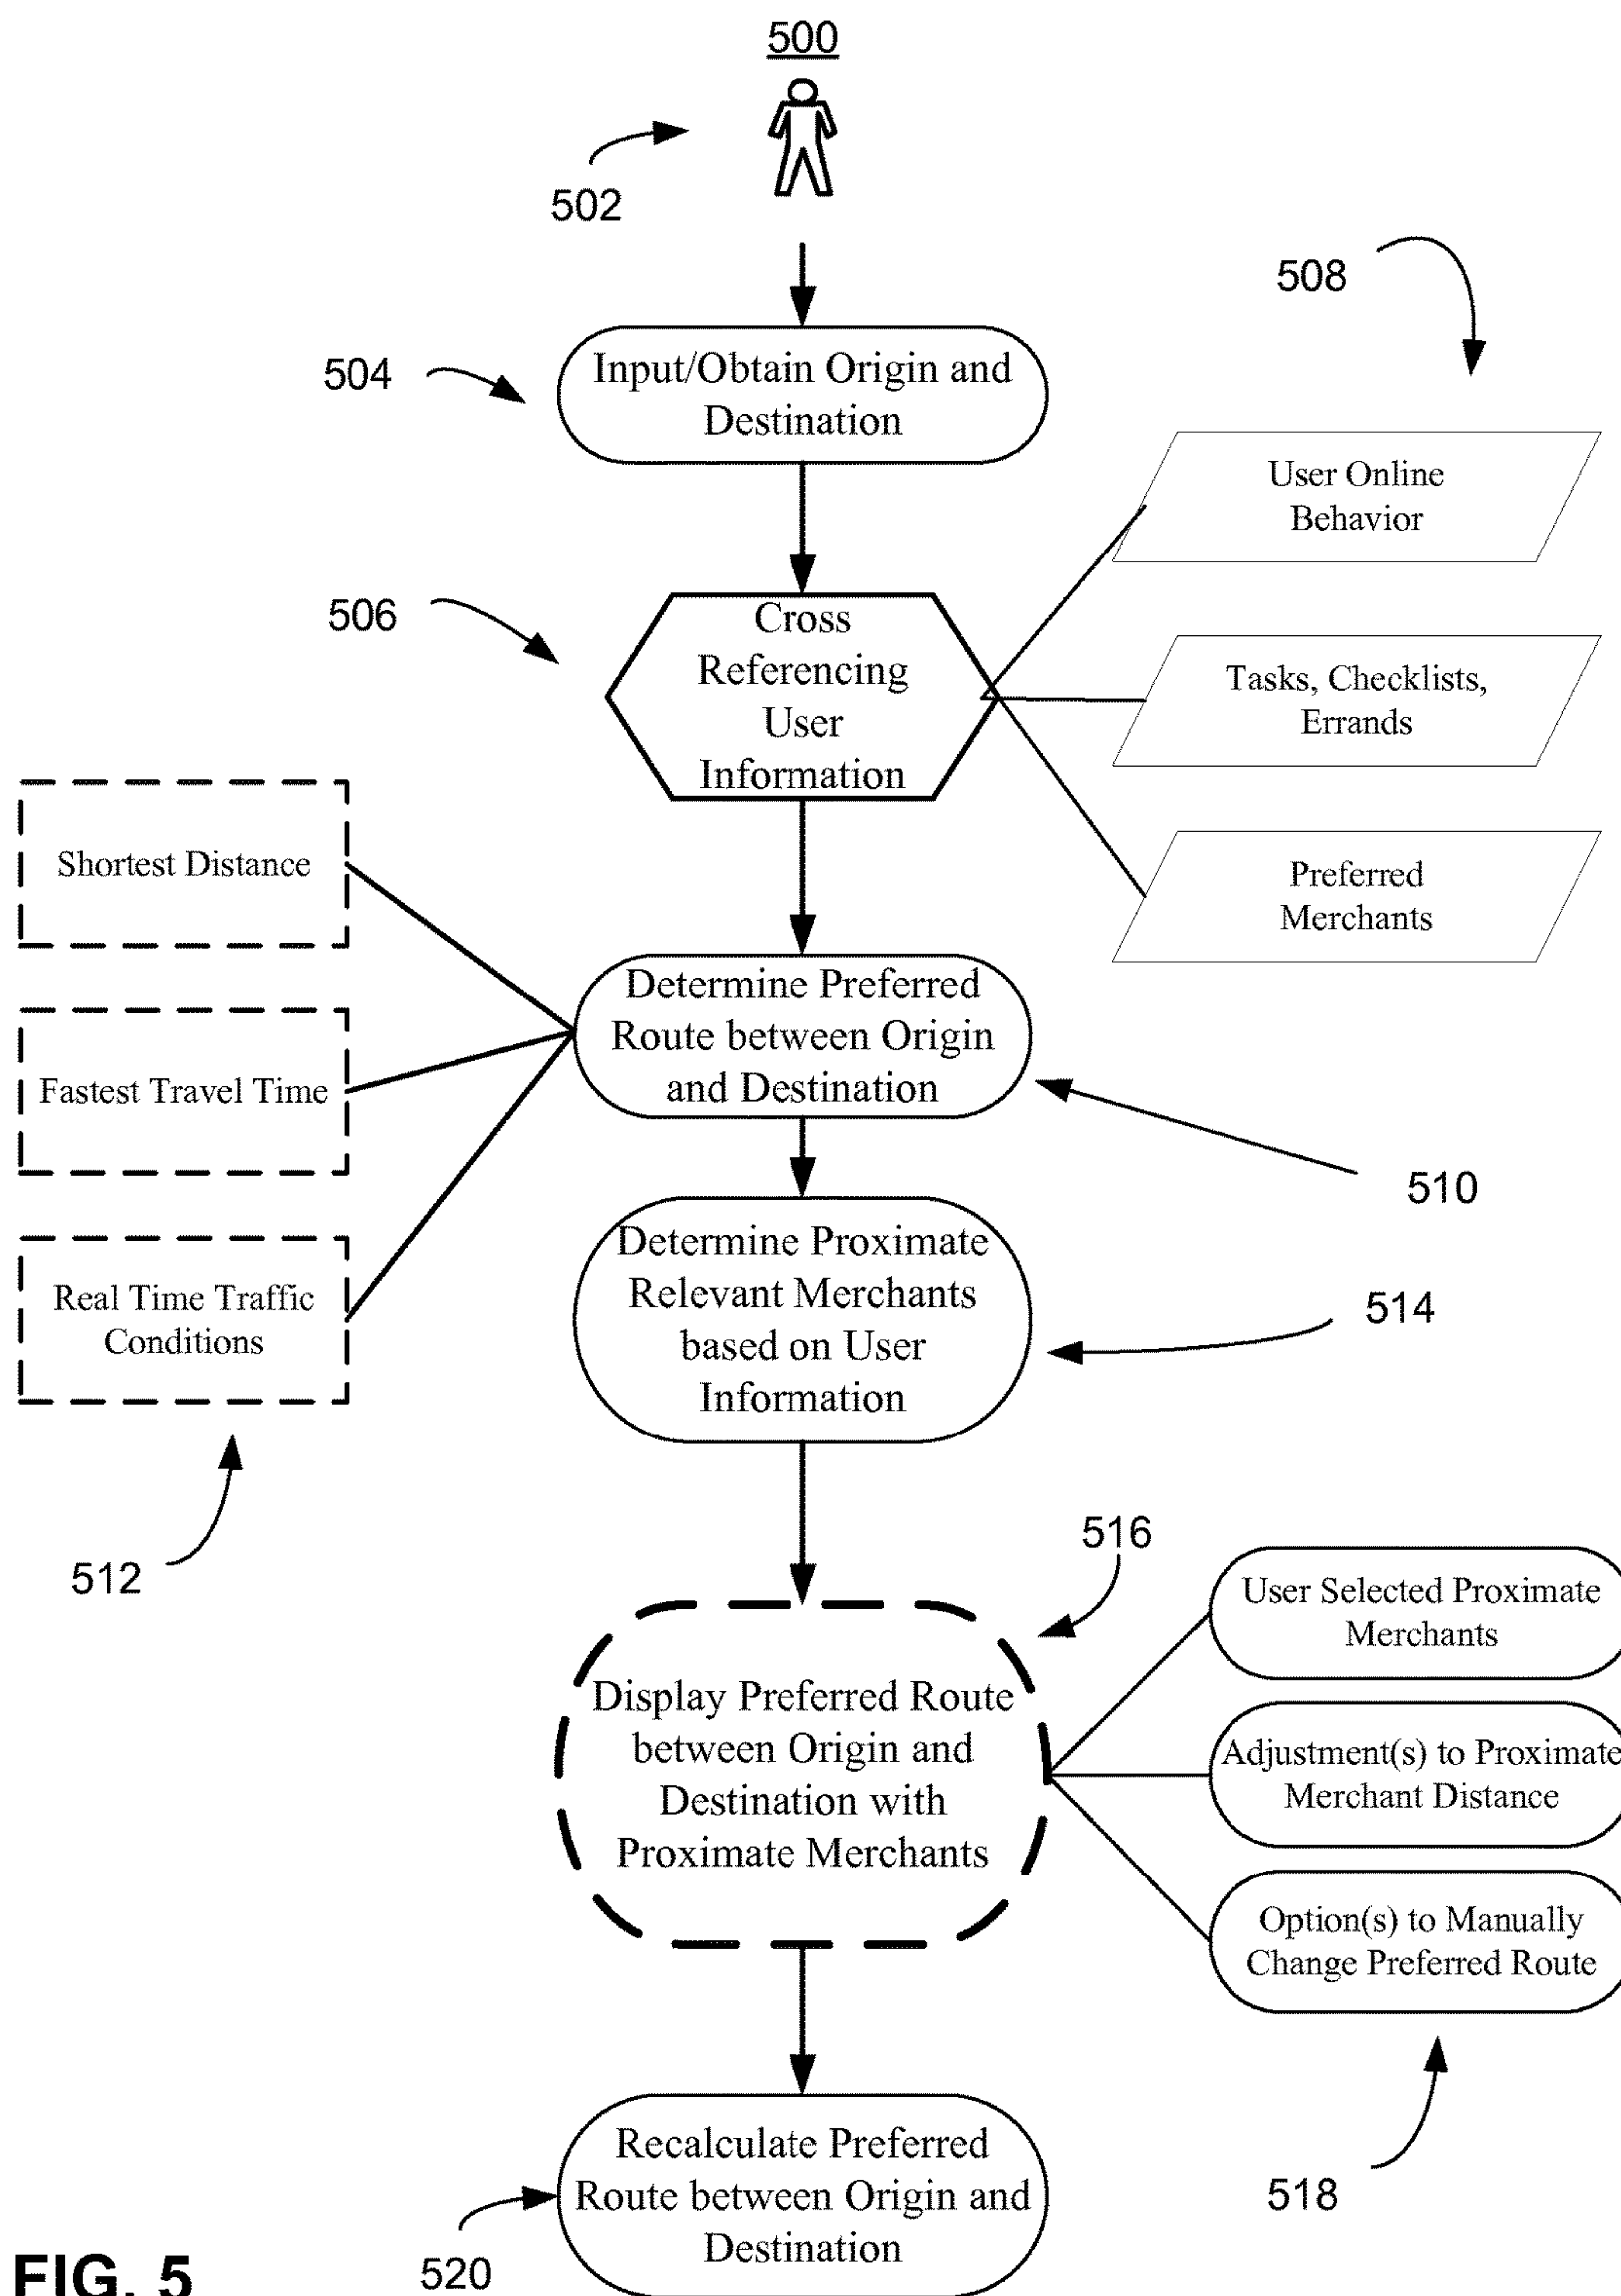 500
502
508
504
Input/Obtain Origin and
Destination
User Online
Behavior
506
Cross
Referencing
User
Information
Tasks, Checklists,
Errands
Preferred
Merchants
Shortest Distance
Fastest Travel Time
Real Time Traffic
Conditions
512
Determine Preferred
Route between Origin
and Destination
510
Determine Proximate
Relevant Merchants
based on User
Information
514
516
Display Preferred Route
between Origin and
Destination with
Proximate Merchants
User Selected Proximate
Merchants
Adjustment(s) to Proximate
Merchant Distance
Option(s) to Manually
Change Preferred Route
518
Recalculate Preferred
Route between Origin and
Destination
520
FIG. 5